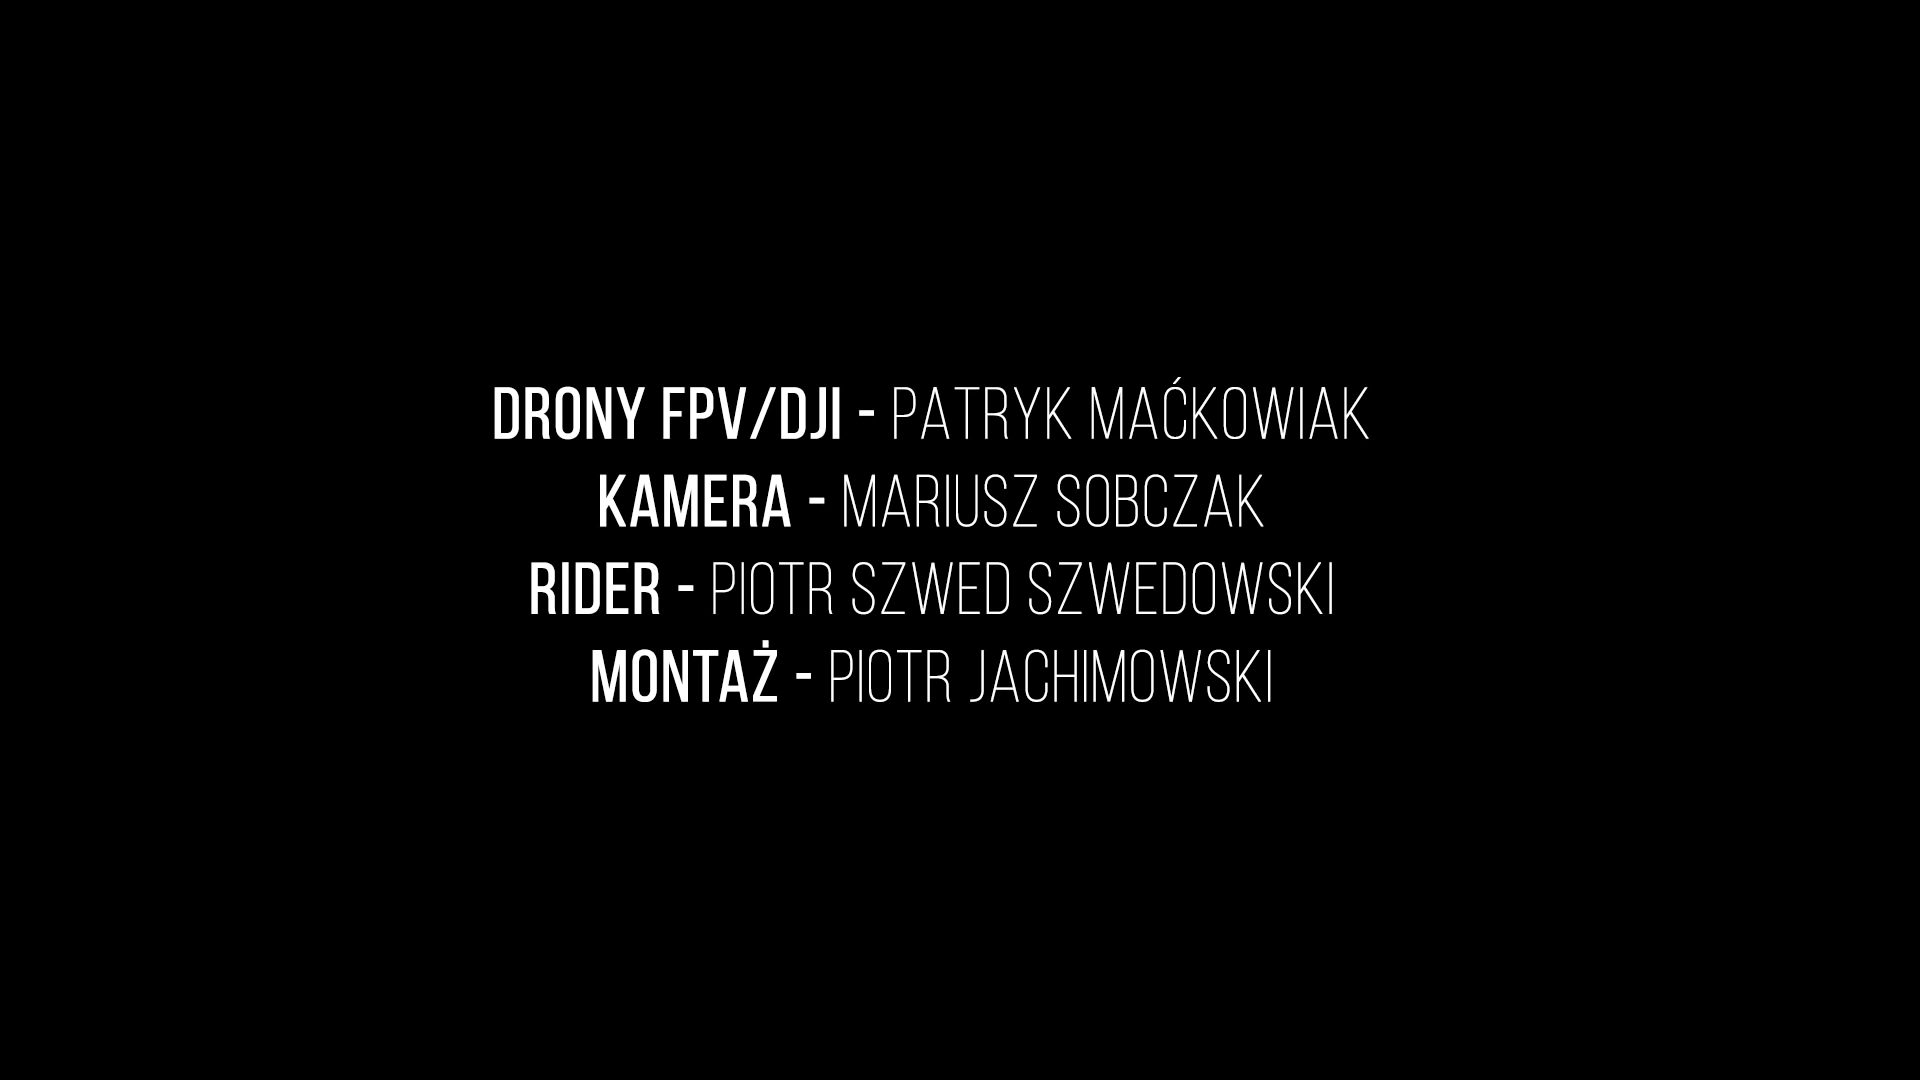 DRONY FPV/DJI - PATRYK MAĆKOWIAK
KAMERA - MARIUSZ SOBCZAK
RIDER - PIOTR SZWED SZWEDOWSKI
MONTAŻ - PIOTR JACHIMOWSKI